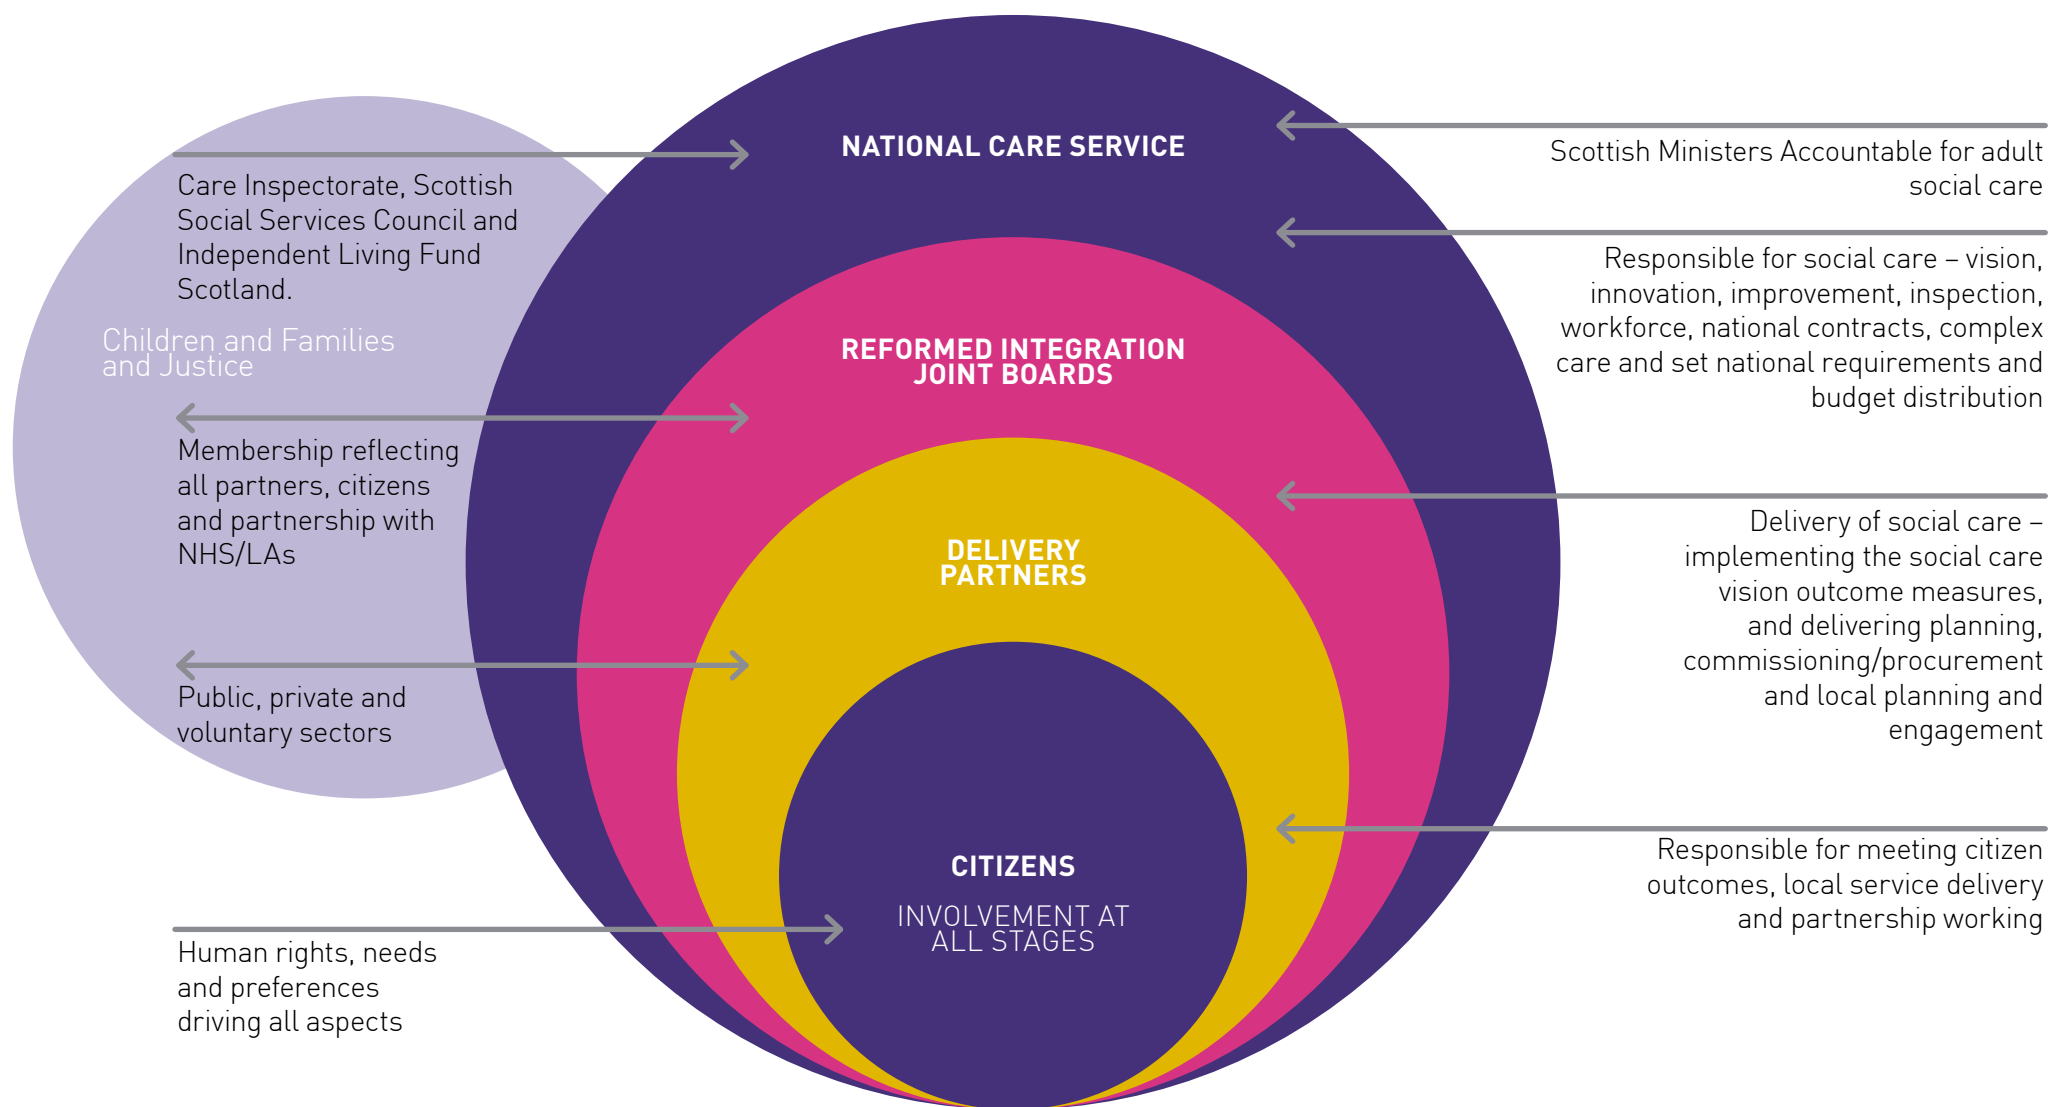 NATIONAL CARE SERVICE
Care Inspectorate, Scottish
Social Services Council and
Independent Living Fund
Scotland.
Children and Families
and Justice
Membership reflecting
all partners, citizens
and partnership with
NHS/LAs
Public, private and
voluntary sectors
Human rights, needs
and preferences
driving all aspects
REFORMED INTEGRATION
JOINT BOARDS
DELIVERY
PARTNERS
CITIZENS
INVOLVEMENT AT
ALL STAGES
Scottish Ministers Accountable for adult
social care
Responsible for social care – vision,
innovation, improvement, inspection,
workforce, national contracts, complex
care and set national requirements and
budget distribution
Delivery of social care –
implementing the social care
vision outcome measures,
and delivering planning,
commissioning/procurement
and local planning and
engagement
Responsible for meeting citizen
outcomes, local service delivery
and partnership working